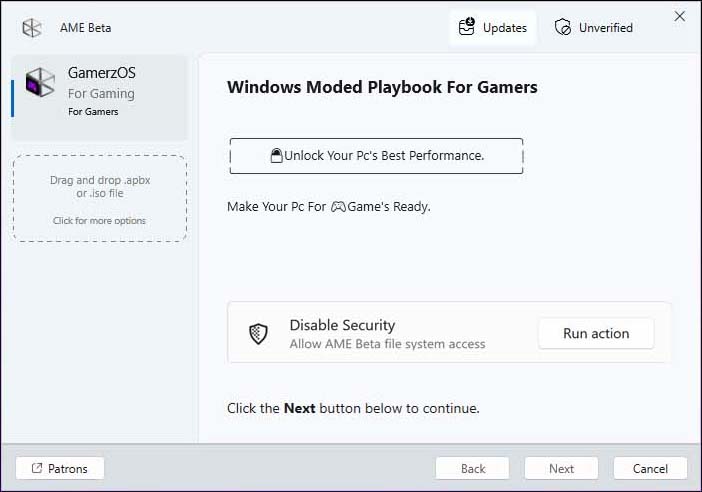 AME Beta
Updates
Unverified
GamerzOS
For Gaming
For Gamers
Drag and drop .apbx
or .iso file
Click for more options
Windows Moded Playbook For Gamers
Unlock Your Pc's Best Performance.
Make Your Pc For 🎮Game's Ready.
Disable Security
Allow AME Beta file system access
Run action
Click the Next button below to continue.
Patrons
Back
Next
Cancel